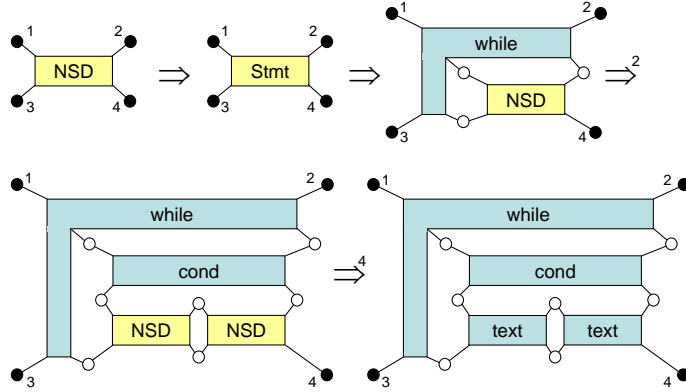 1 2 1 2 1 2
NSD ⇒ Stmt ⇒ while ⇒2
NSD
3 4 3 4 3 4
1 2 1 2
while while
cond ⇒4 cond
NSD NSD text text
3 4 3 4